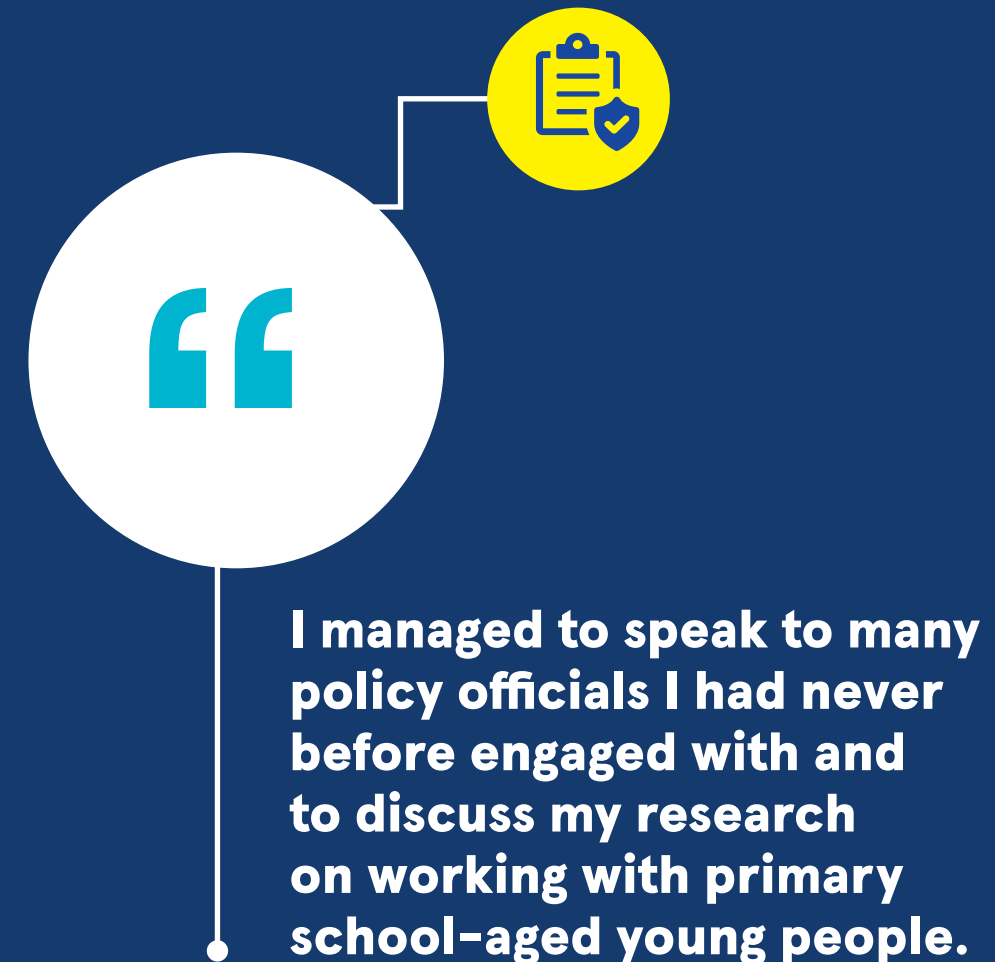 “
I managed to speak to many
policy officials I had never
before engaged with and
to discuss my research
on working with primary
school-aged young people.